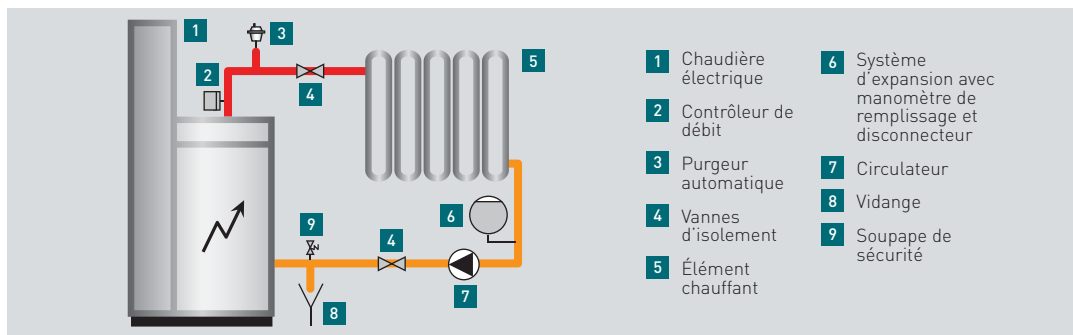 1
3
2
4
5
6
9
4
7
8
1 Chaudière
électrique
2 Contrôleur de
débit
3 Purgeur
automatique
4 Vannes
d'isolement
5 Élément
chauffant
6 Système
d'expansion avec
manomètre de
remplissage et
disconnecteur
7 Circulateur
8 Vidange
9 Soupape de
sécurité